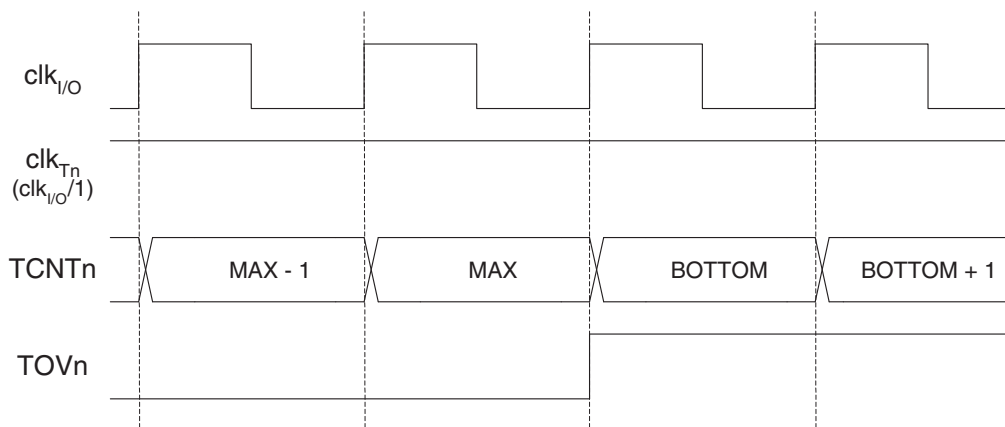 clkI/O
clkTn
(clkI/O/1)
TCNTn MAX - 1 MAX BOTTOM BOTTOM + 1
TOVn